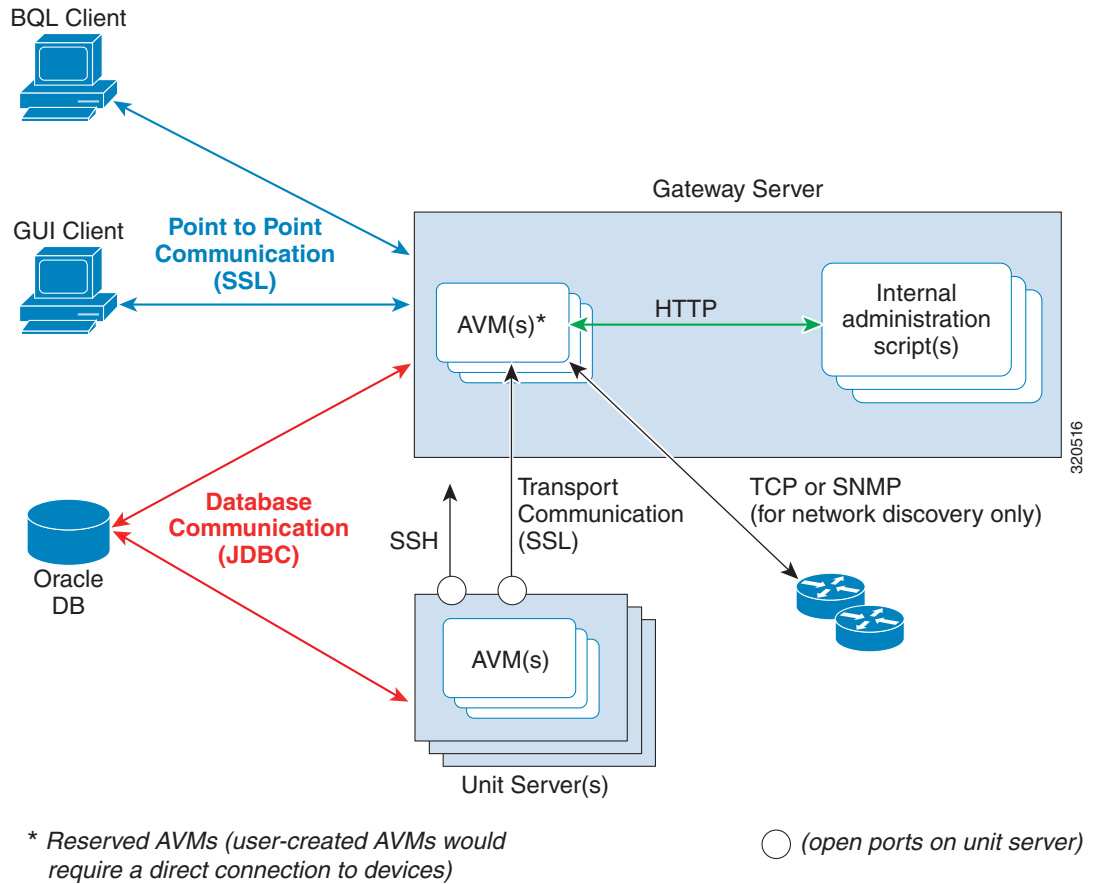 BQL Client
Gateway Server
GUI Client
Point to Point
Communication
(SSL)
AVM(s)*
HTTP
Internal
administration
script(s)
320516
Database
Communication
(JDBC)
SSH
Transport
Communication
(SSL)
TCP or SNMP
(for network discovery only)
Oracle
DB
AVM(s)
Unit Server(s)
* Reserved AVMs (user-created AVMs would
require a direct connection to devices)
(open ports on unit server)